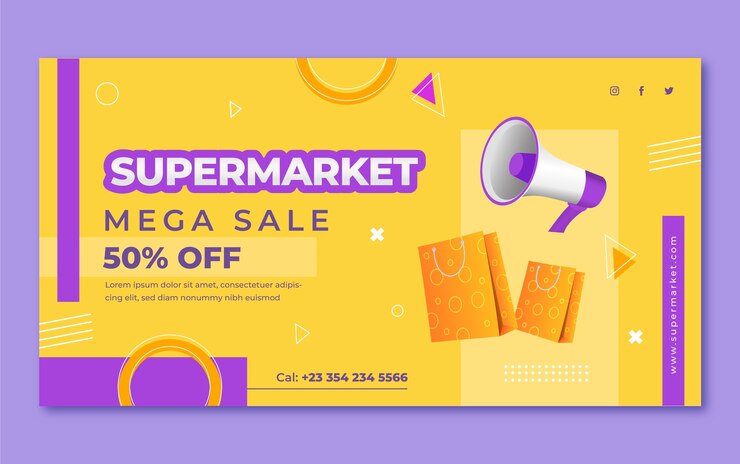 SUPERMARKET
MEGA SALE
50% OFF
Lorem ipsum dolor sit amet, consectetuer adipis-
cing elit, sed diam nonummy nibh euismod
Cal: +23 354 234 5566
www.supermarket.com